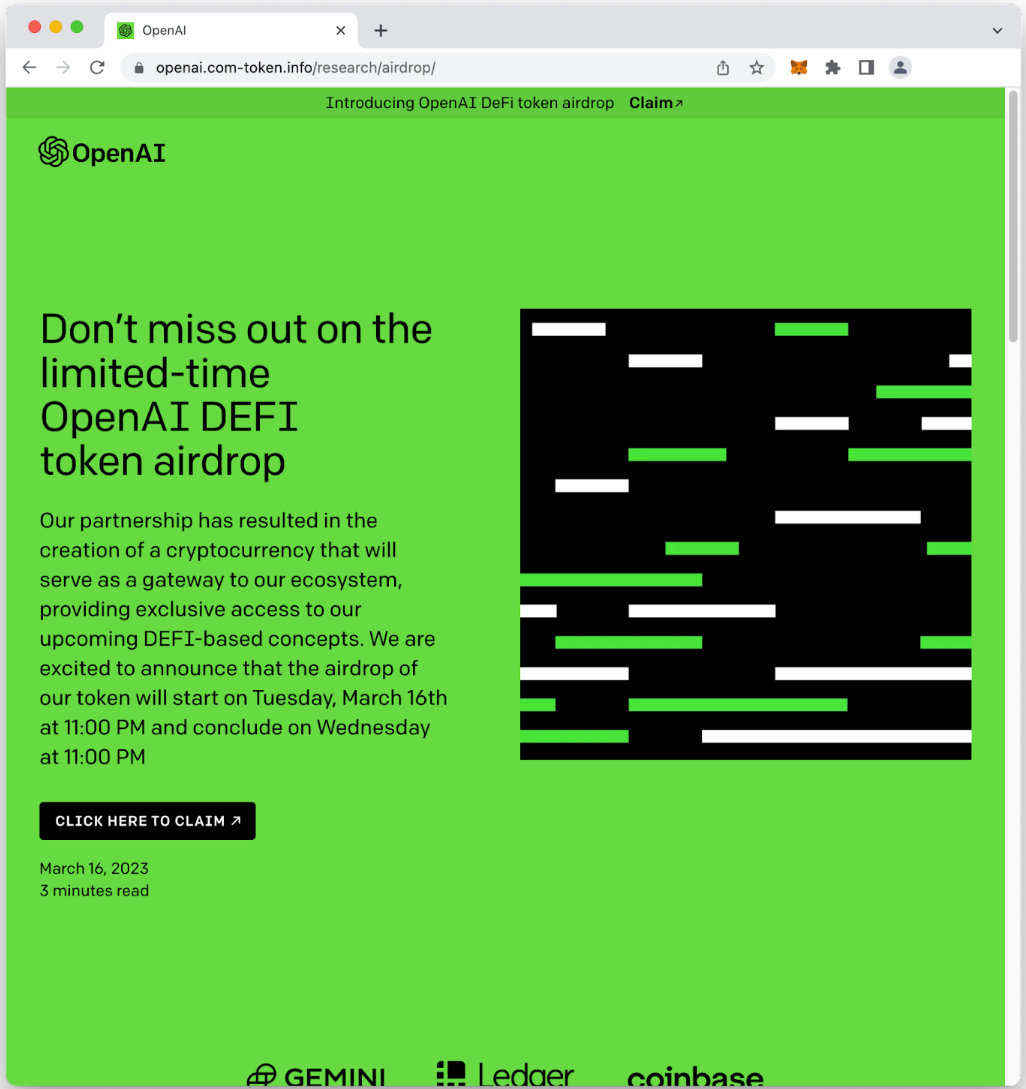 OpenAI
openai.com-token.info/research/airdrop/
Introducing OpenAI DeFi token airdrop Claim↗
OpenAI
Don’t miss out on the
limited-time
OpenAI DEFI
token airdrop
Our partnership has resulted in the
creation of a cryptocurrency that will
serve as a gateway to our ecosystem,
providing exclusive access to our
upcoming DEFI-based concepts. We are
excited to announce that the airdrop of
our token will start on Tuesday, March 16th
at 11:00 PM and conclude on Wednesday
at 11:00 PM
CLICK HERE TO CLAIM ↗
March 16, 2023
3 minutes read
GEMINI Ledger coinbase